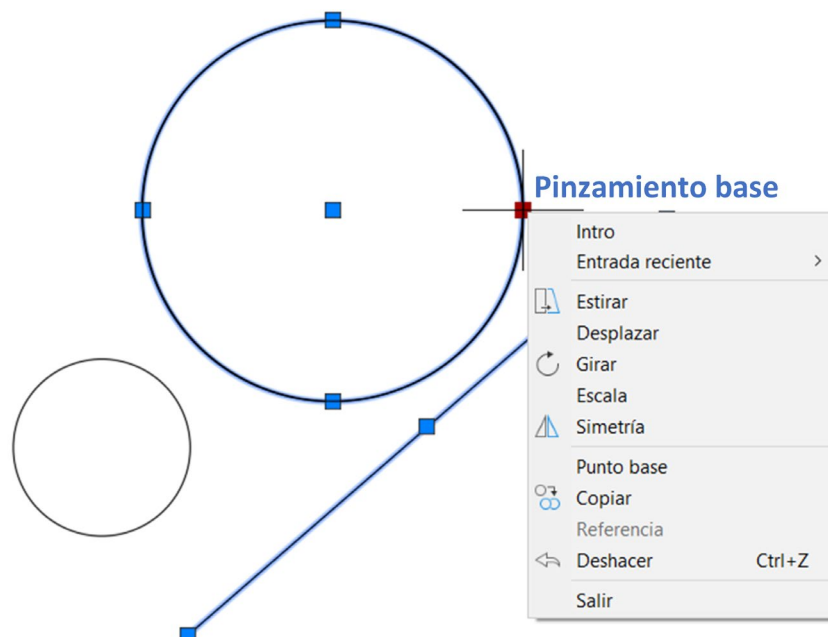 Pinzamiento base
Intro
Entrada reciente
Estirar
Desplazar
Girar
Escala
Simetría
Punto base
Copiar
Referencia
Deshacer Ctrl+Z
Salir